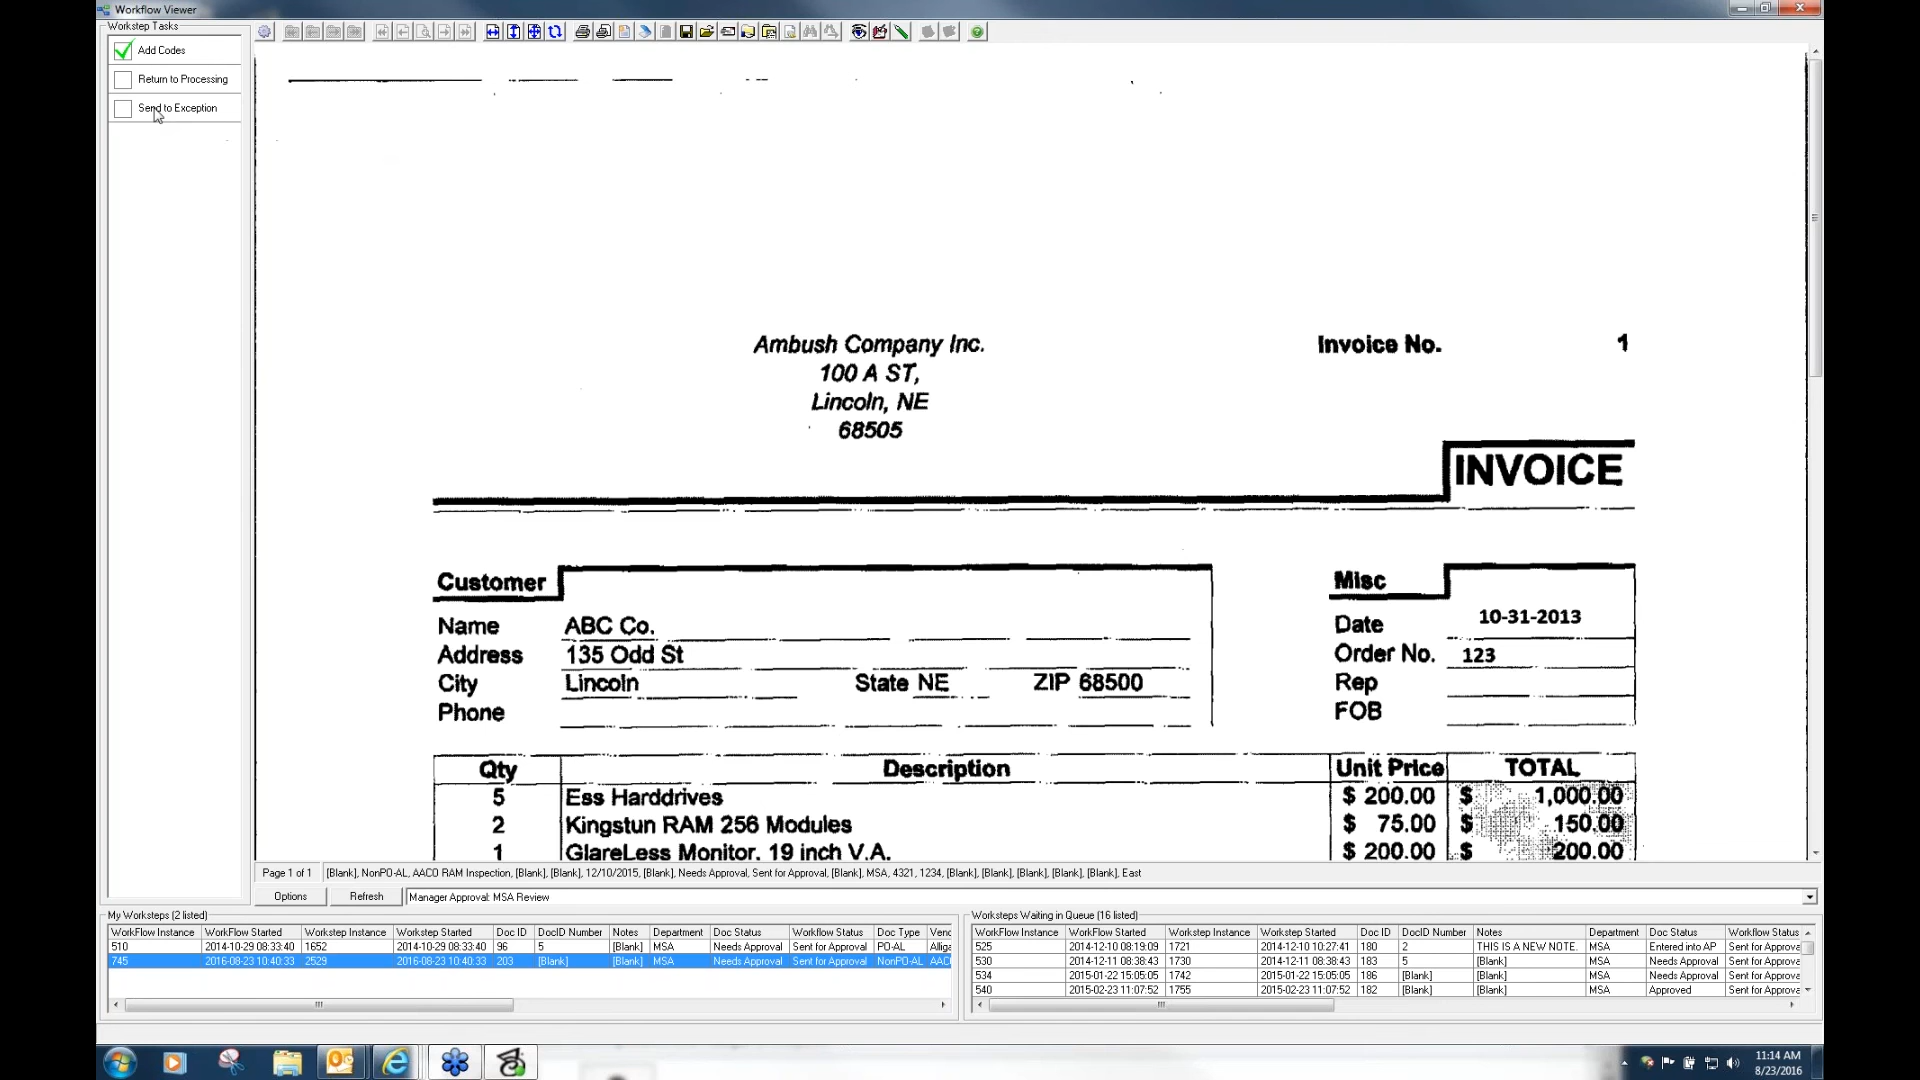 Workflow Viewer
Workstep Tasks
Add Codes
Return to Processing
Send to Exception
Ambush Company Inc.
100 A ST,
Lincoln, NE
68505
Invoice No. 1
INVOICE
Customer
Name ABC Co.
Address 135 Odd St
City Lincoln State NE ZIP 68500
Phone
Misc
Date 10-31-2013
Order No. 123
Rep
FOB
Qty Description Unit Price TOTAL
5 Ess Harddrives $ 200.00 $ 1,000.00
2 Kingstun RAM 256 Modules $ 75.00 $ 150.00
1 GlareLess Monitor, 19 inch V.A. $ 200.00 $ 200.00
Page 1 of 1 [Blank], NonPO-AL, AACO RAM Inspection, [Blank], [Blank], 12/10/2015, [Blank], Needs Approval, Sent for Approval, [Blank], MSA, 4321, 1234, [Blank], [Blank], [Blank], [Blank], East
Options Refresh Manager Approval: MSA Review
My Worksteps (2 listed)
WorkFlow Instance WorkFlow Started Workstep Instance Workstep Started Doc ID DocID Number Notes Department Doc Status Workflow Status Doc Type Venc
510 2014-10-29 08:33:40 1652 2014-10-29 08:33:40 96 5 [Blank] MSA Needs Approval Sent for Approval PO-AL Alliga
745 2016-08-23 10:40:33 2529 2016-08-23 10:40:33 203 [Blank] [Blank] MSA Needs Approval Sent for Approval NonPO-AL AACO
Worksteps Waiting in Queue (16 listed)
WorkFlow Instance WorkFlow Started Workstep Instance Workstep Started Doc ID DocID Number Notes Department Doc Status Workflow Status
525 2014-12-10 08:19:09 1721 2014-12-10 10:27:41 180 2 THIS IS A NEW NOTE. MSA Entered into AP Sent for Approva
530 2014-12-11 08:38:43 1730 2014-12-11 08:38:43 183 5 [Blank] MSA Needs Approval Sent for Approva
534 2015-01-22 15:05:05 1742 2015-01-22 15:05:05 186 [Blank] [Blank] MSA Needs Approval Sent for Approva
540 2015-02-23 11:07:52 1755 2015-02-23 11:07:52 182 [Blank] [Blank] MSA Approved Sent for Approva
11:14 AM
8/23/2016